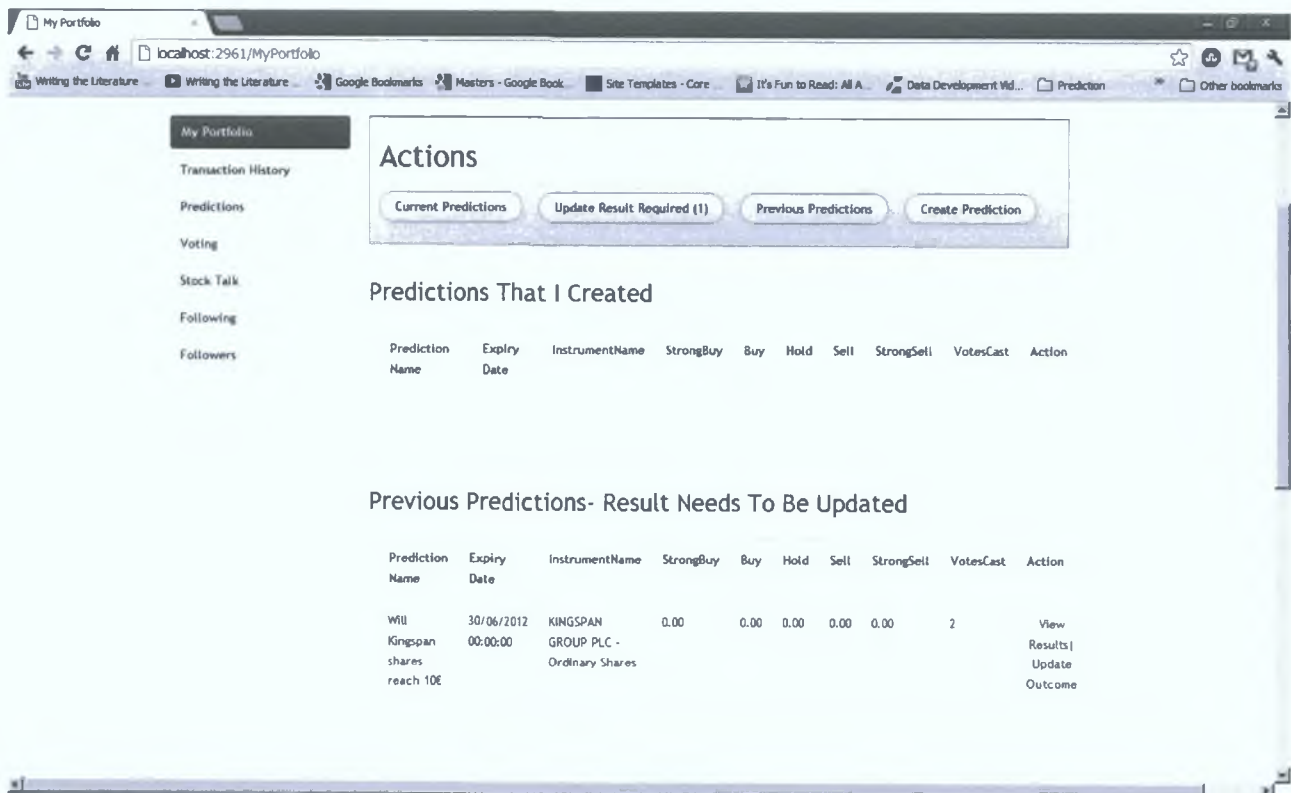 My Portfolio
localhost:2961/MyPortfolio
Writing the Literature ... Writing the Literature ... Google Bookmarks Masters - Google Book... Site Templates - Core ... It's Fun to Read: All A... Data Development Vid... Prediction » Other bookmarks
My Portfolio
Transaction History
Predictions
Voting
Stock Talk
Following
Followers
Actions
Current Predictions Update Result Required (1) Previous Predictions Create Prediction
Predictions That I Created
Prediction Expiry InstrumentName StrongBuy Buy Hold Sell StrongSell VotesCast Action
Name Date
Previous Predictions- Result Needs To Be Updated
Prediction Expiry InstrumentName StrongBuy Buy Hold Sell StrongSell VotesCast Action
Name Date
Will 30/06/2012 KINGSPAN 0.00 0.00 0.00 0.00 0.00 2 View
Kingspan 00:00:00 GROUP PLC - Results|
shares Ordinary Shares Update
reach 10€ Outcome